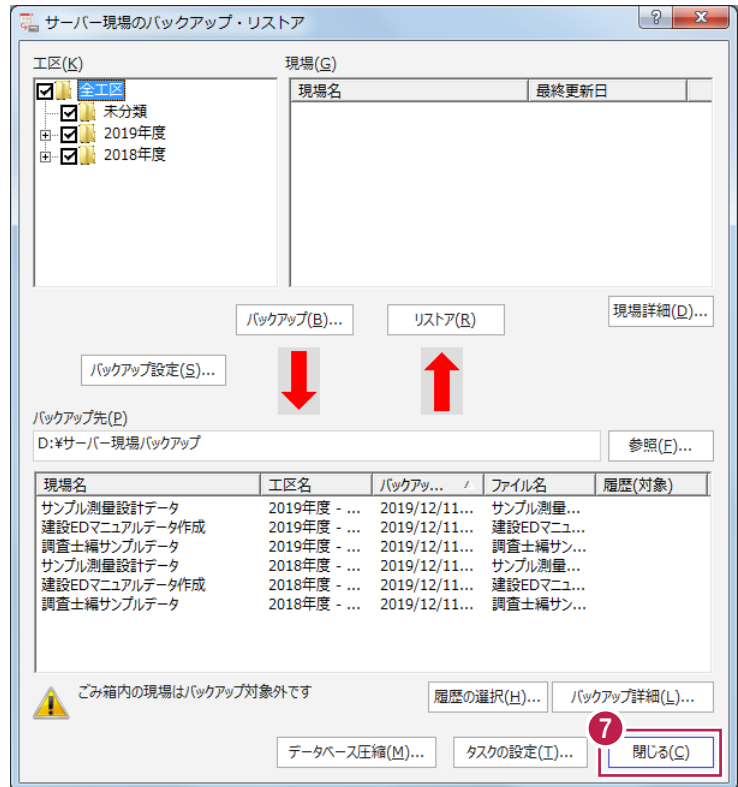 サーバー現場のバックアップ・リストア
工区(K) 現場(G)
全工区
未分類
2019年度
2018年度
現場名 最終更新日
バックアップ(B)... リストア(R) 現場詳細(D)...
バックアップ設定(S)...
バックアップ先(P)
D:¥サーバー現場バックアップ 参照(F)...
現場名 工区名 バックアッ... ファイル名 履歴(対象)
サンプル測量設計データ 2019年度 - ... 2019/12/11... サンプル測量...
建設EDマニュアルデータ作成 2019年度 - ... 2019/12/11... 建設EDマニュ...
調査士編サンプルデータ 2019年度 - ... 2019/12/11... 調査士編サン...
サンプル測量設計データ 2018年度 - ... 2019/12/11... サンプル測量...
建設EDマニュアルデータ作成 2018年度 - ... 2019/12/11... 建設EDマニュ...
調査士編サンプルデータ 2018年度 - ... 2019/12/11... 調査士編サン...
ごみ箱内の現場はバックアップ対象外です 履歴の選択(H)... バックアップ詳細(L)...
7
データベース圧縮(M)... タスクの設定(T)... 閉じる(C)